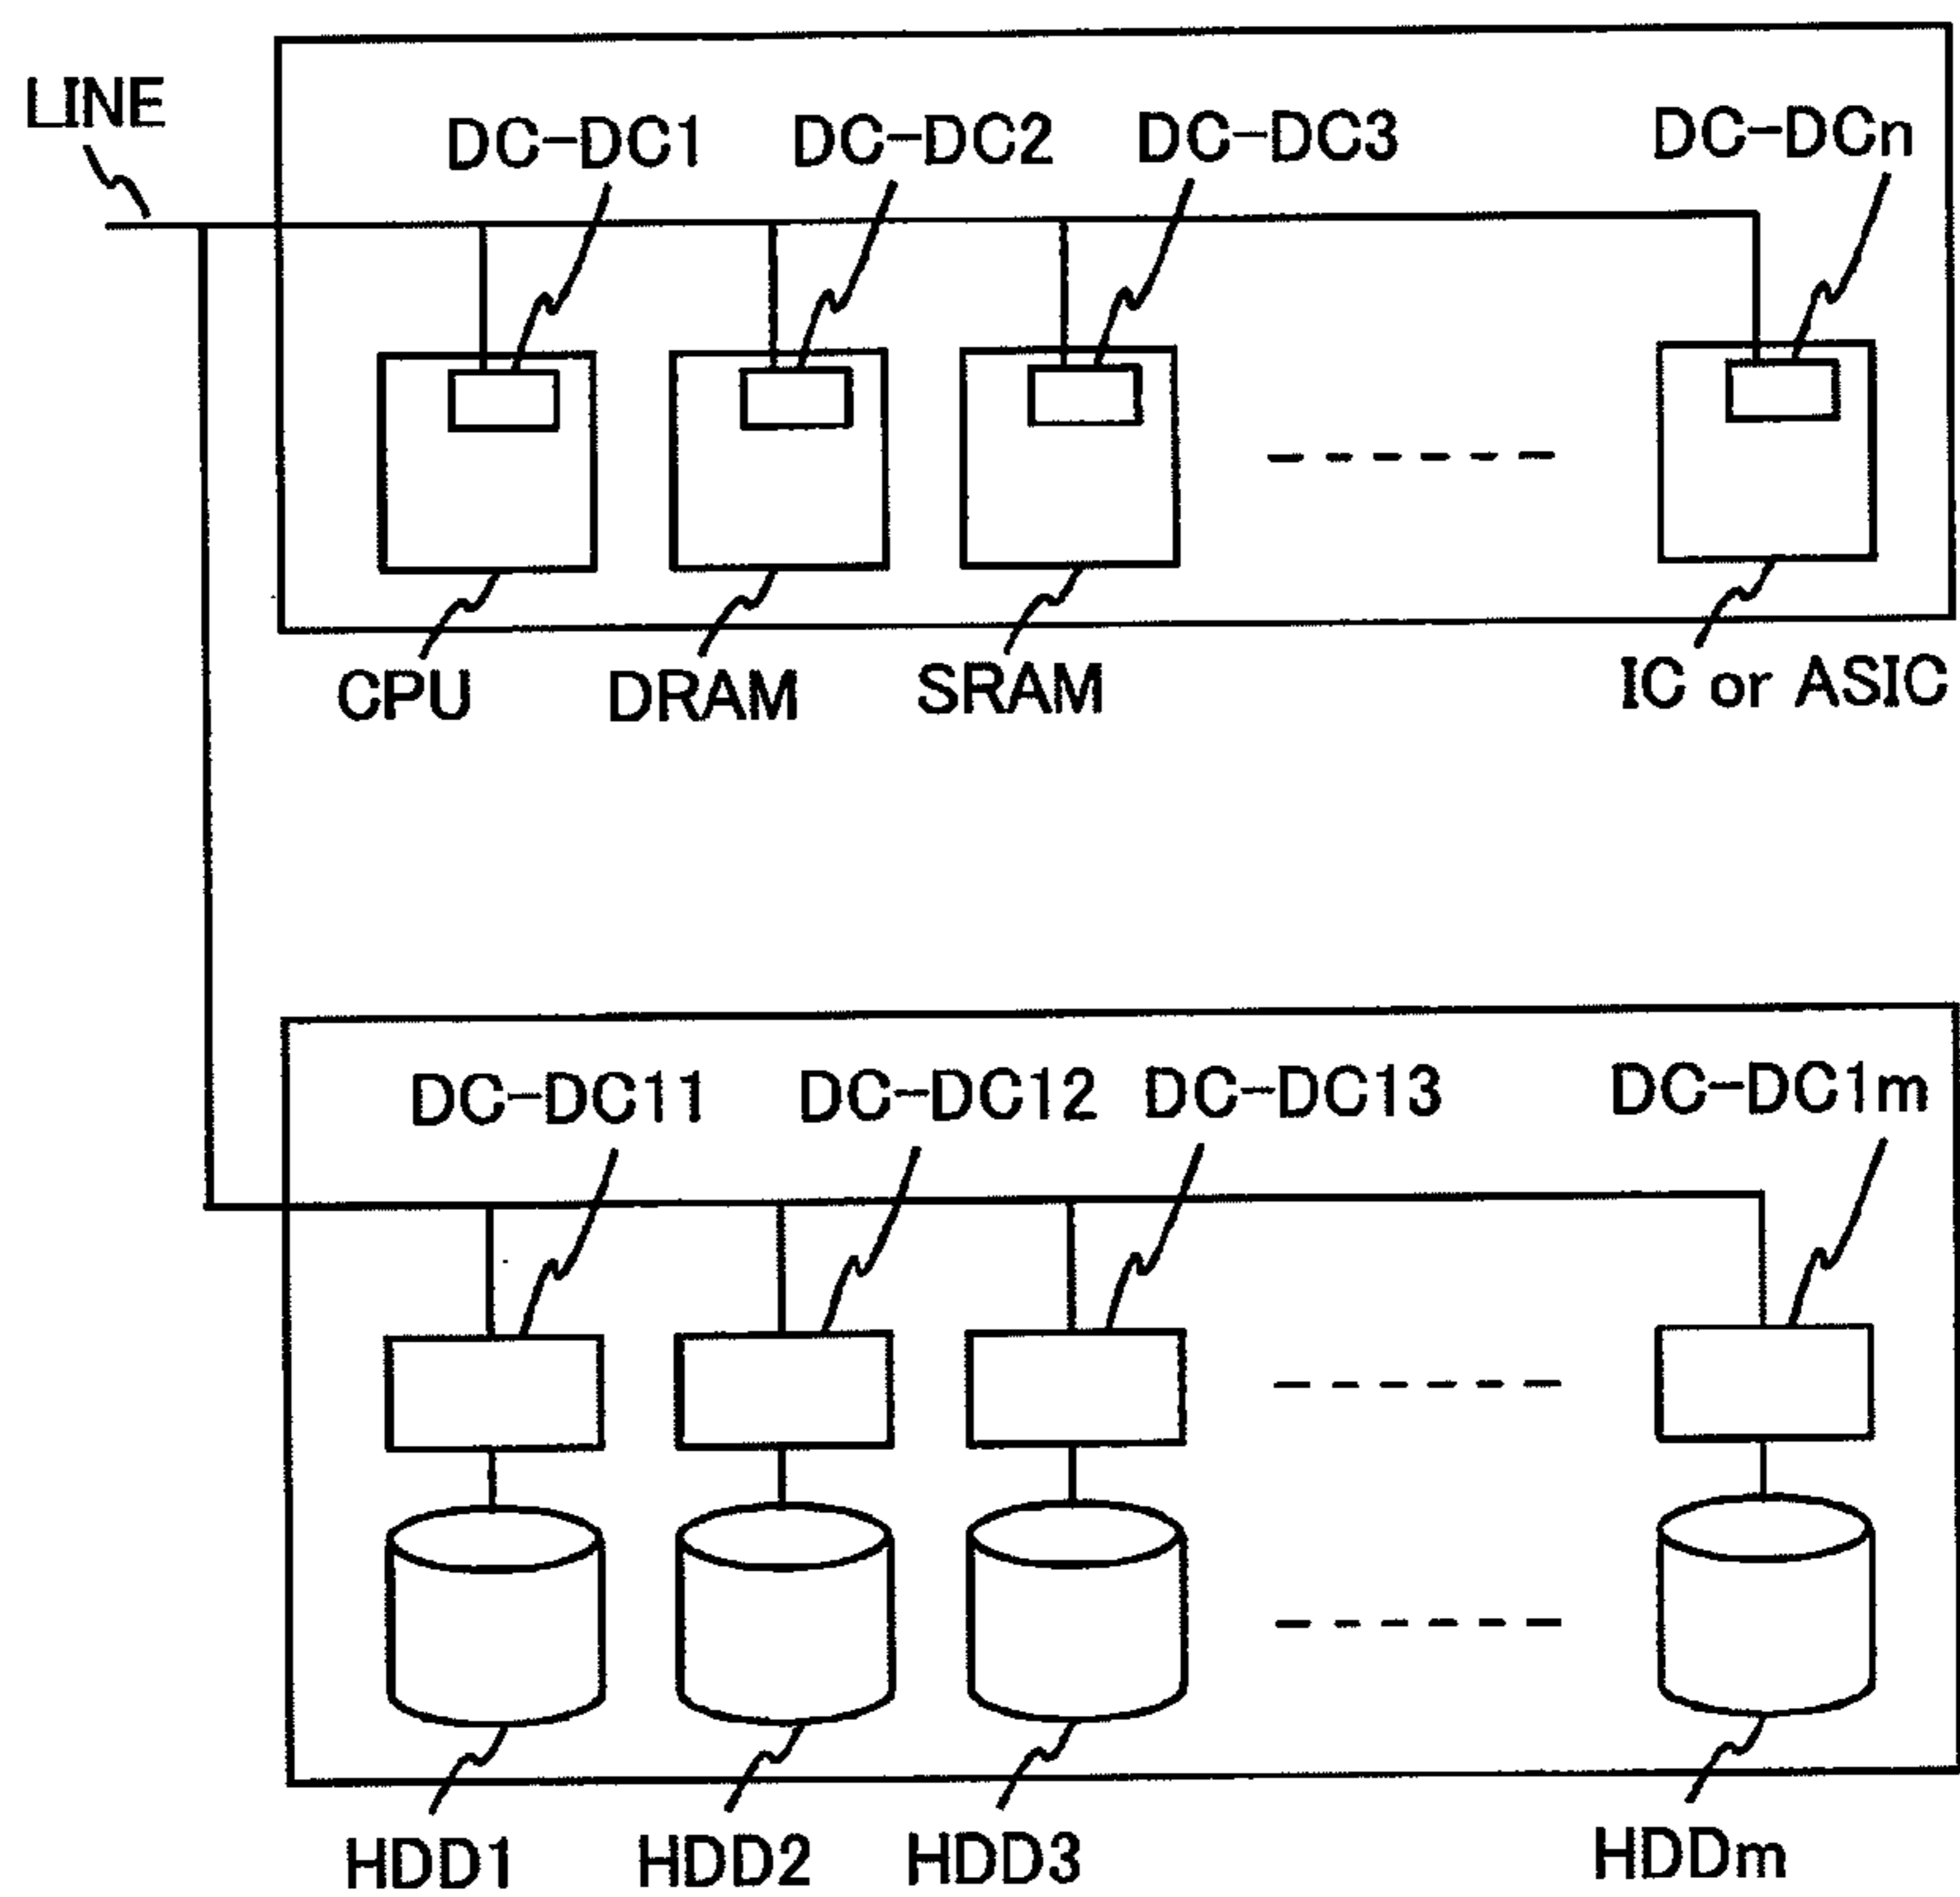 LINE
DC-DC1 DC-DC2 DC-DC3 DC-DCn
CPU DRAM SRAM IC or ASIC
DC-DC11 DC-DC12 DC-DC13 DC-DC1m
HDD1 HDD2 HDD3 HDDm